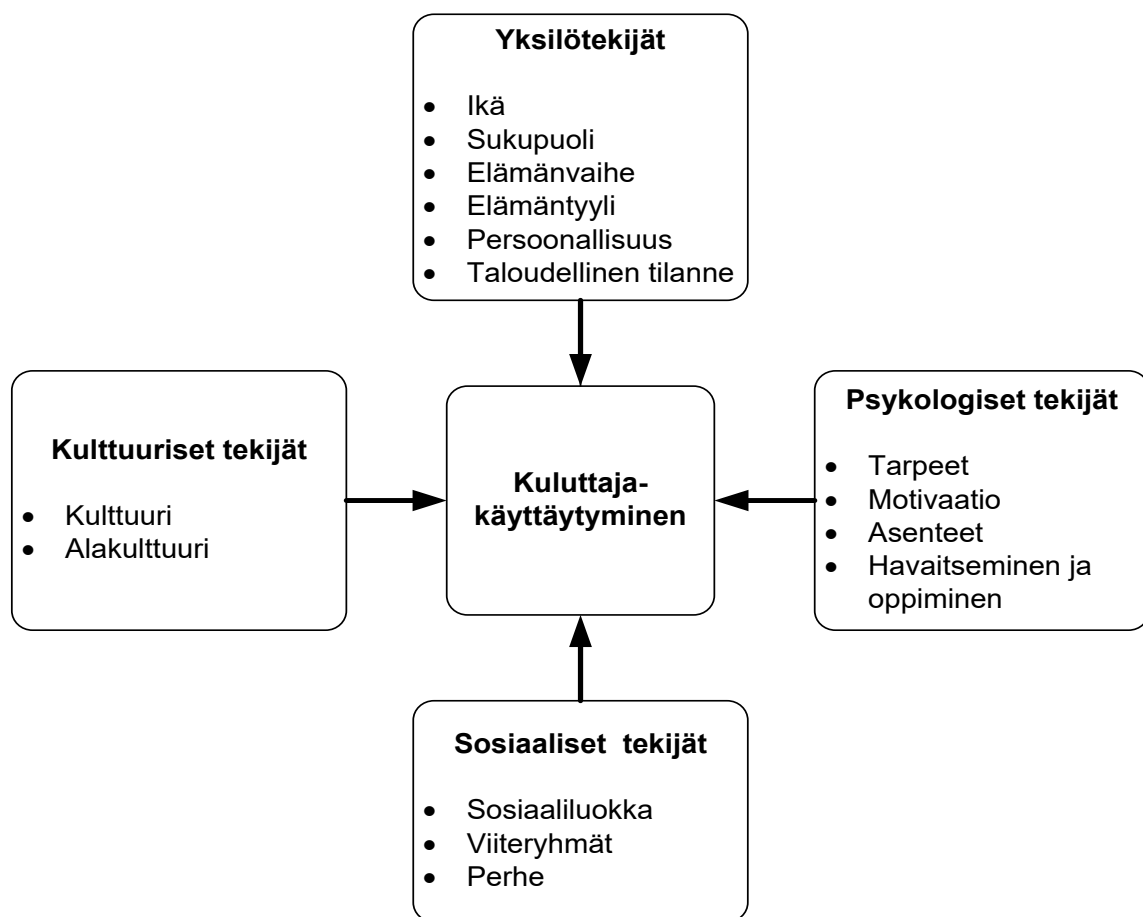 Yksilötekijät
• Ikä
• Sukupuoli
• Elämänvaihe
• Elämäntyyli
• Persoonallisuus
• Taloudellinen tilanne
Kulttuuriset tekijät
• Kulttuuri
• Alakulttuuri
Kuluttaja-
käyttäytyminen
Psykologiset tekijät
• Tarpeet
• Motivaatio
• Asenteet
• Havaitseminen ja
oppiminen
Sosiaaliset tekijät
• Sosiaaliluokka
• Viiteryhmät
• Perhe